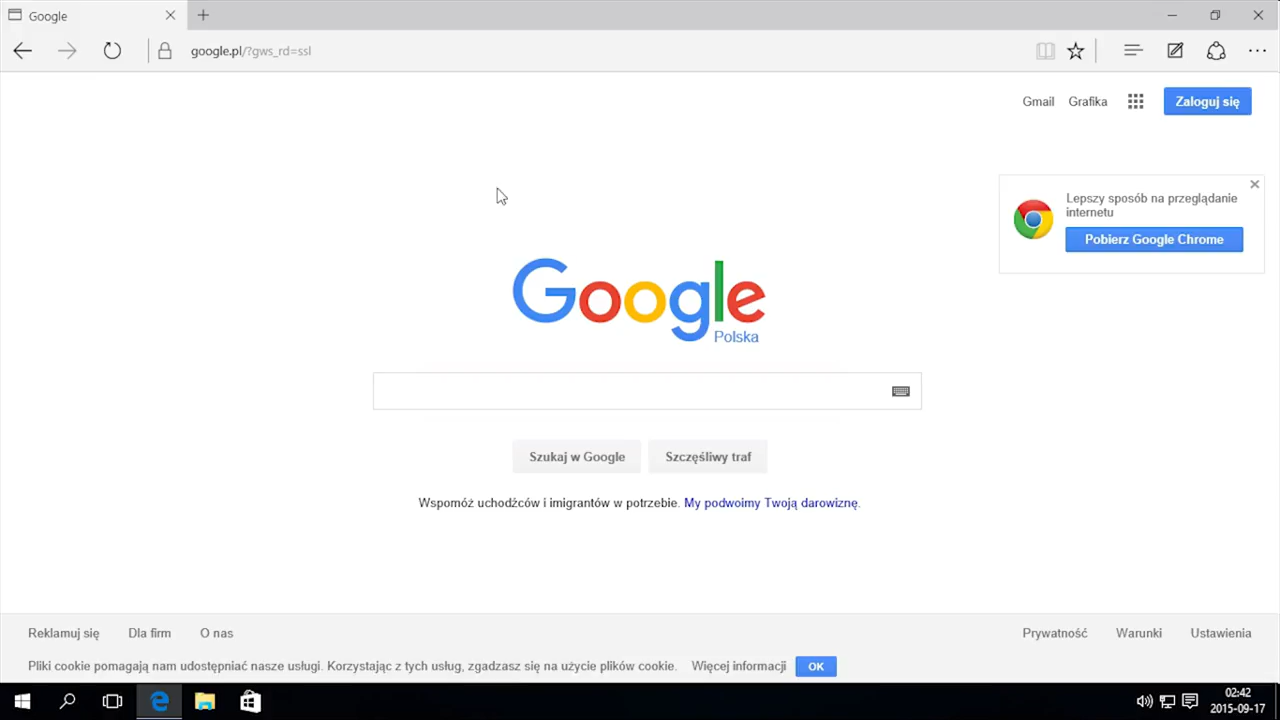 Google
google.pl/?gws_rd=ssl
Gmail Grafika Zaloguj się
Lepszy sposób na przeglądanie
internetu
Pobierz Google Chrome
Google
Polska
Szukaj w Google Szczęśliwy traf
Wspomóż uchodźców i imigrantów w potrzebie. My podwoimy Twoją darowiznę.
Reklamuj się Dla firm O nas Prywatność Warunki Ustawienia
Pliki cookie pomagają nam udostępniać nasze usługi. Korzystając z tych usług, zgadzasz się na użycie plików cookie. Więcej informacji OK
02:42
2015-09-17